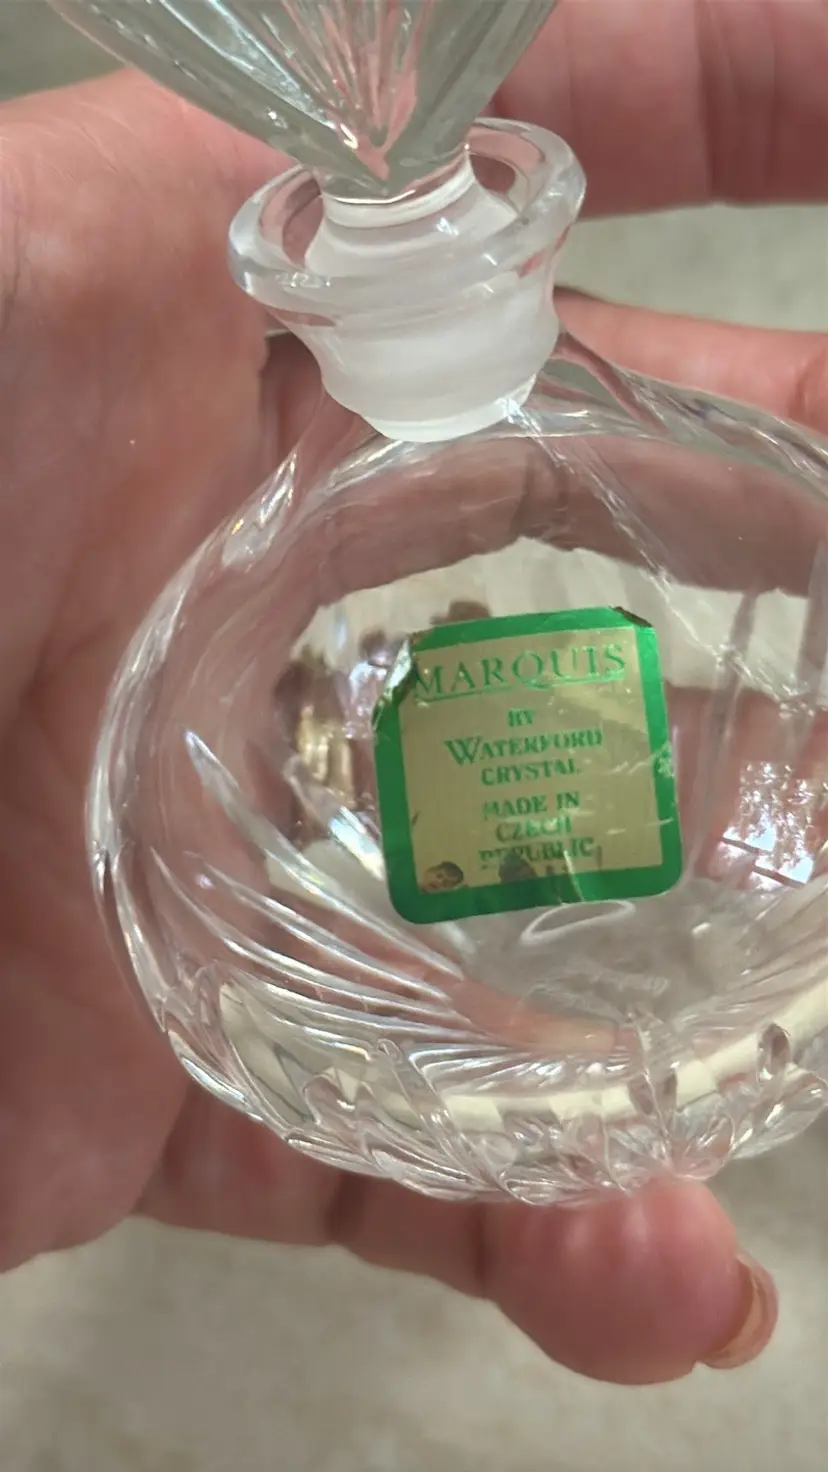 MARQUIS
BY
WATERFORD
CRYSTAL
MADE IN
CZECH
REPUBLIC